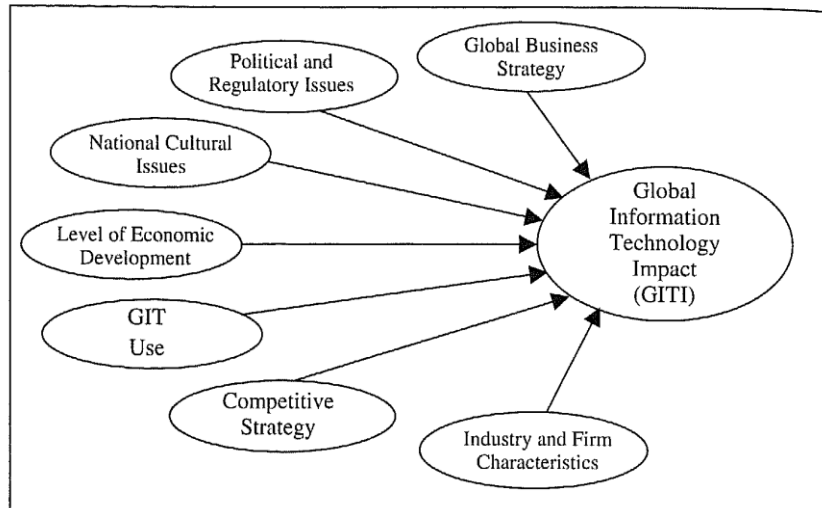 Global Business
Strategy
Political and
Regulatory Issues
National Cultural
Issues
Level of Economic
Development
GIT
Use
Competitive
Strategy
Industry and Firm
Characteristics
Global
Information
Technology
Impact
(GITI)